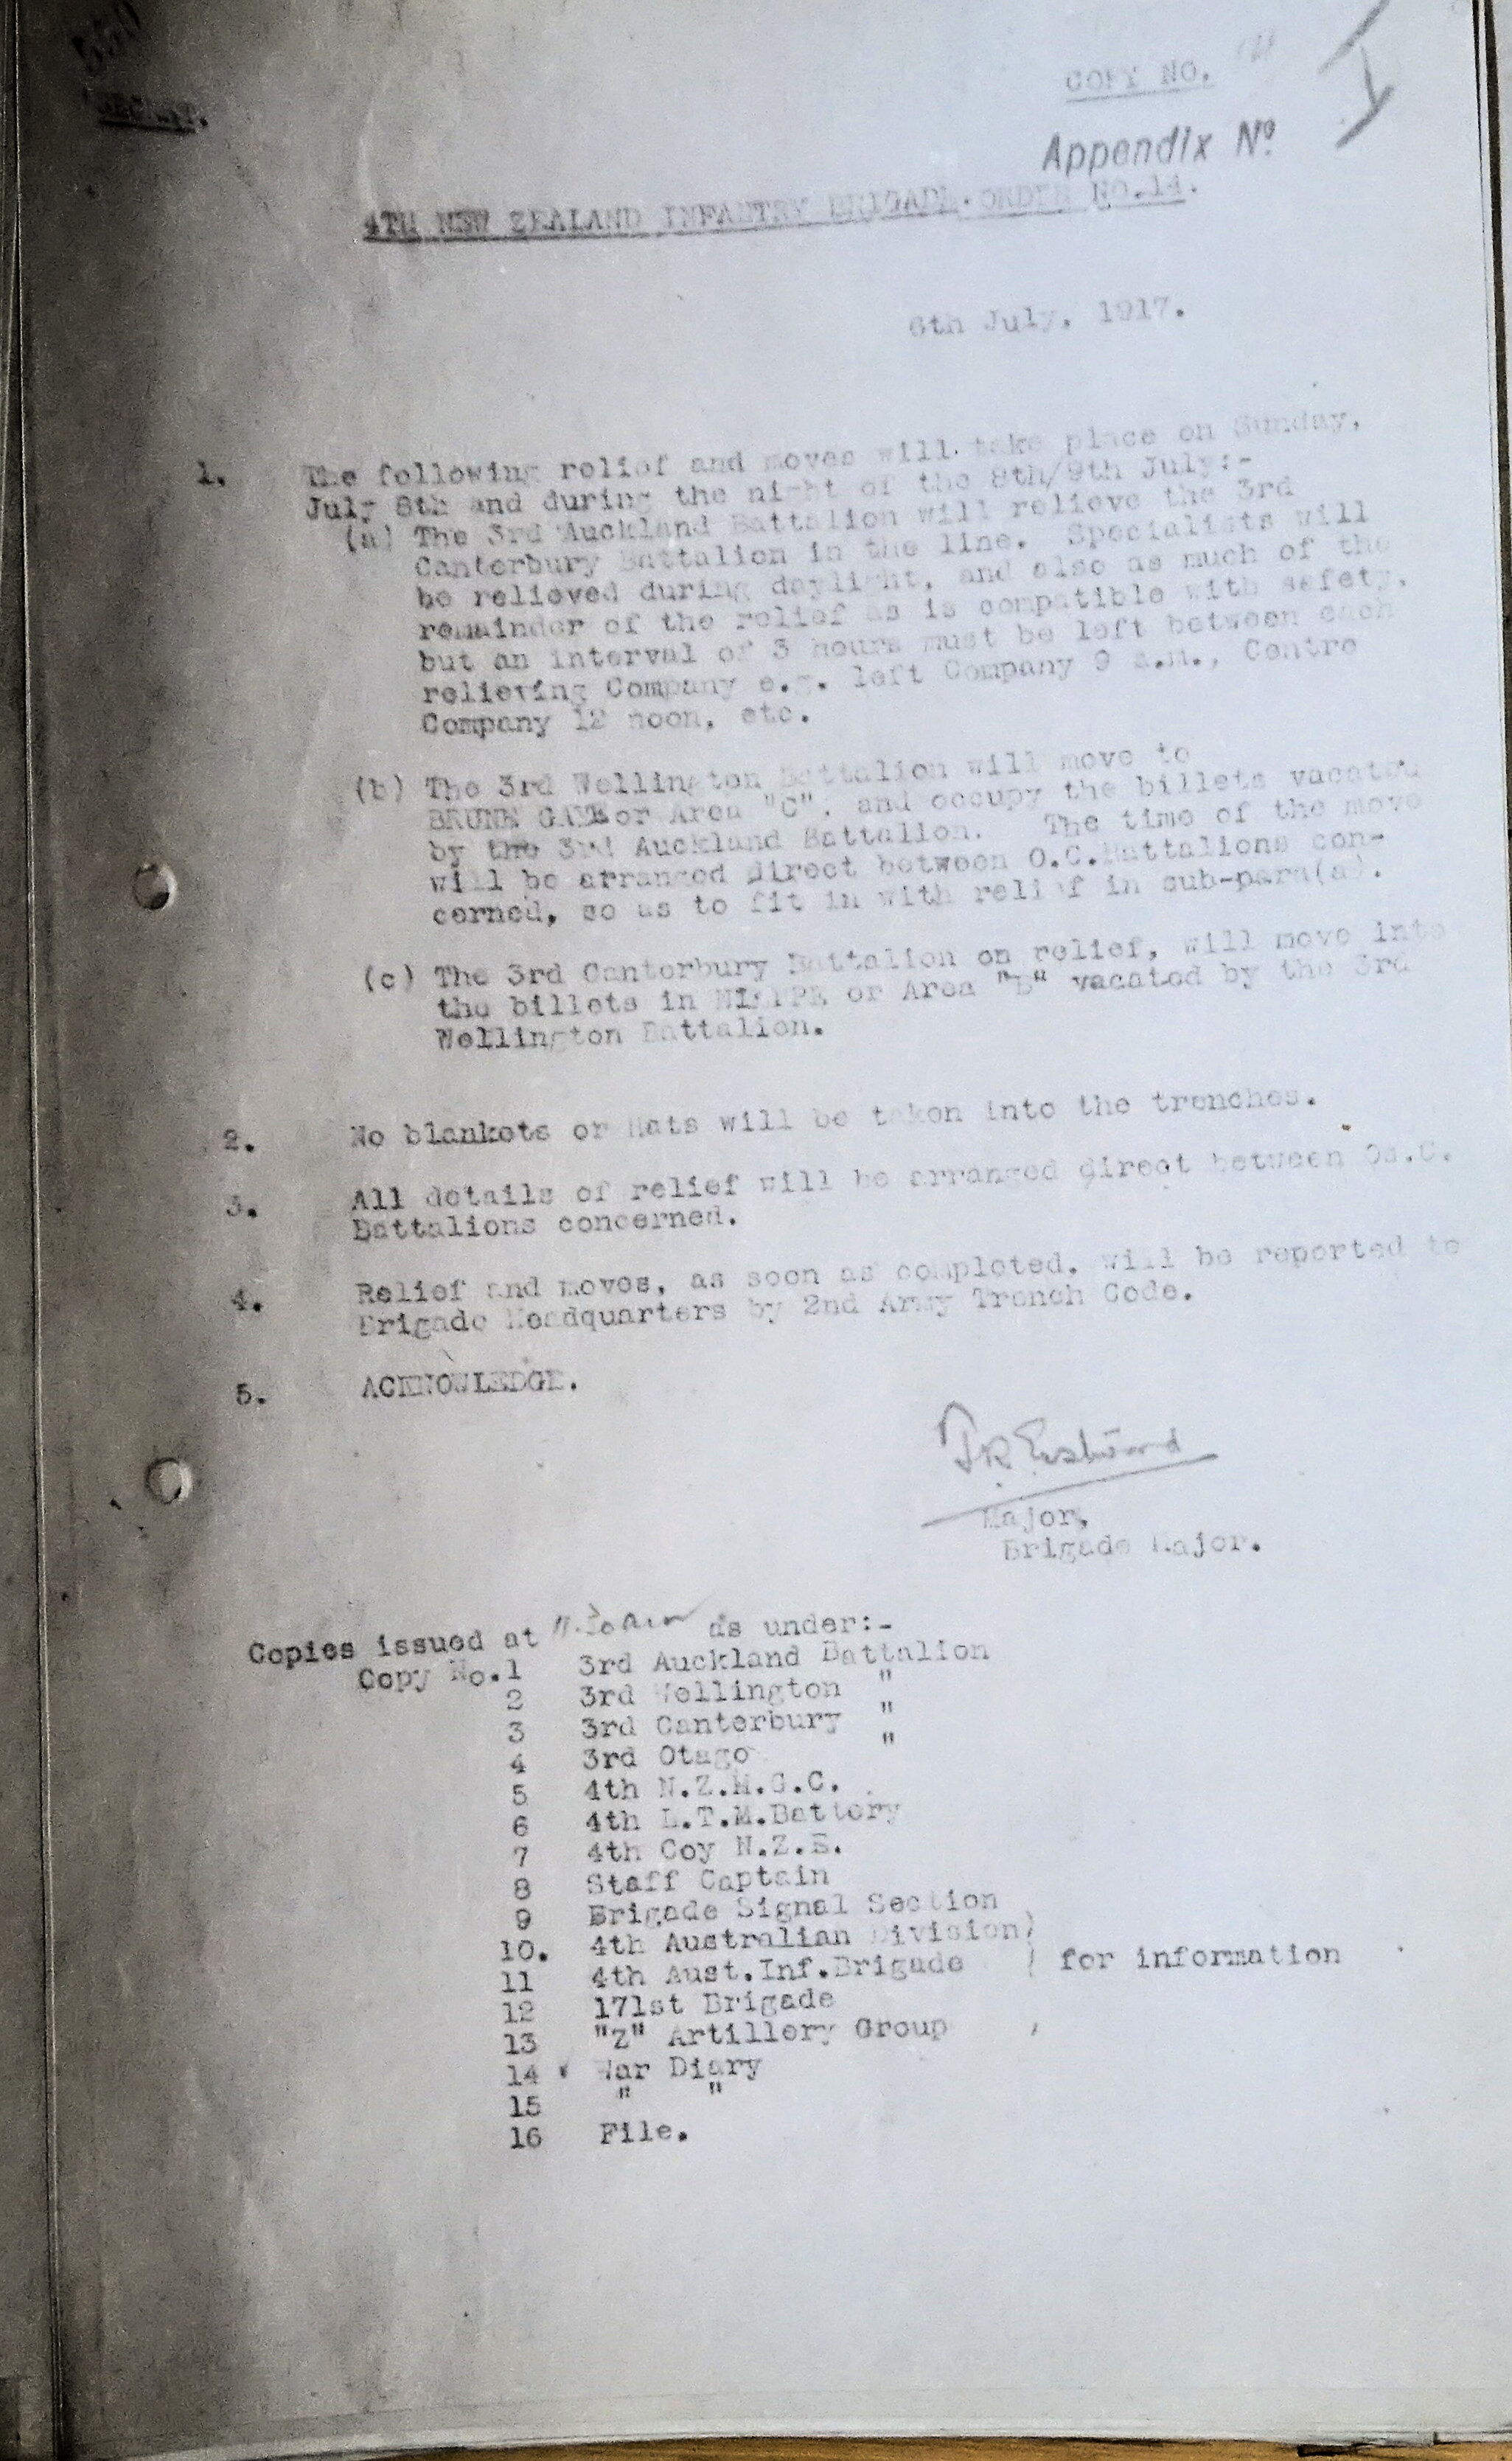 SECRET.
COPY NO.
Appendix Nº I
4TH NEW ZEALAND INFANTRY BRIGADE. ORDER NO.14.
6th July, 1917.
1. The following relief and moves will take place on Sunday,
July 8th and during the night of the 8th/9th July:-
(a) The 3rd Auckland Battalion will relieve the 3rd
Canterbury Battalion in the line. Specialists will
be relieved during daylight, and also as much of the
remainder of the relief as is compatible with safety,
but an interval of 3 hours must be left between each
relieving Company e.g. left Company 9 a.m., Centre
Company 12 noon, etc.
(b) The 3rd Wellington Battalion will move to
BRUNE GAYE or Area "C", and occupy the billets vacated
by the 3rd Auckland Battalion. The time of the move
will be arranged direct between O.C.Battalions con-
cerned, so as to fit in with relief in sub-para(a).
(c) The 3rd Canterbury Battalion on relief, will move into
the billets in NIEPPE or Area "B" vacated by the 3rd
Wellington Battalion.
2. No blankets or Hats will be taken into the trenches.
3. All details of relief will be arranged direct between Os.C.
Battalions concerned.
4. Relief and moves, as soon as completed, will be reported to
Brigade Headquarters by 2nd Army Trench Code.
5. ACKNOWLEDGE.
T R Eastwood
Major,
Brigade Major.
Copies issued at as under:-
Copy No.1 3rd Auckland Battalion
2 3rd Wellington "
3 3rd Canterbury "
4 3rd Otago "
5 4th N.Z.M.G.C.
6 4th L.T.M.Battery
7 4th Coy N.Z.E.
8 Staff Captain
9 Brigade Signal Section
10. 4th Australian Division)
11 4th Aust.Inf.Brigade ) for information
12 171st Brigade
13 "Z" Artillery Group
14 War Diary
15 " "
16 File.